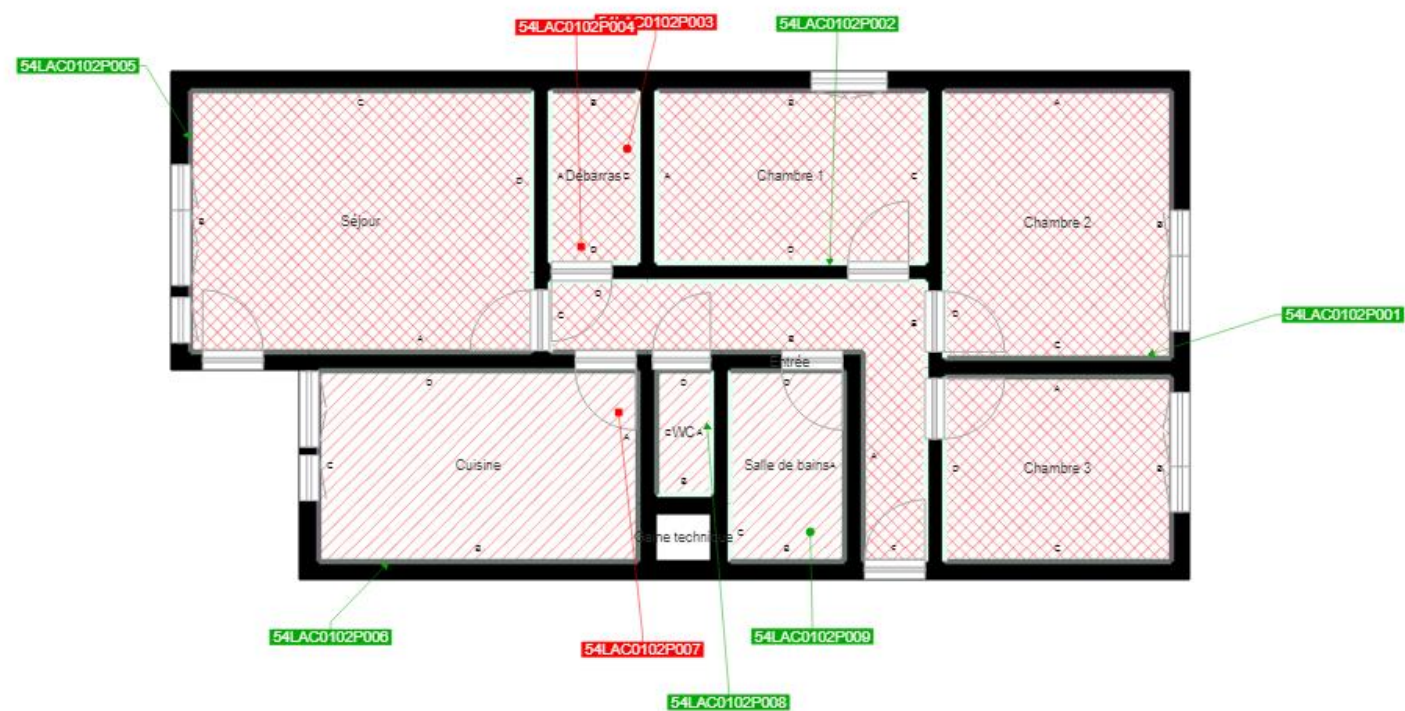 54LAC0102P004
54LAC0102P003
54LAC0102P002
54LAC0102P005
C
B
B
A
A
Débarras
C
A
Chambre 1
C
D
B
Séjour
D
D
Chambre 2
B
D
C
D
B
B
D
54LAC0102P001
A
C
Entrée
D
D
D
A
C
WC
A
A
Cuisine
C
Salle de bains
A
D
Chambre 3
B
B
C
Gaine technique
B
B
C
C
54LAC0102P006
54LAC0102P007
54LAC0102P009
54LAC0102P008